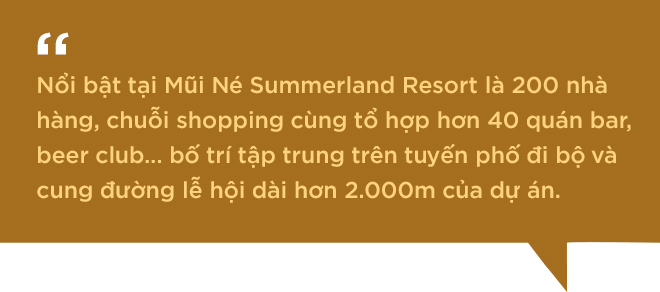 “
Nổi bật tại Mũi Né Summerland Resort là 200 nhà
hàng, chuỗi shopping cùng tổ hợp hơn 40 quán bar,
beer club... bố trí tập trung trên tuyến phố đi bộ và
cung đường lễ hội dài hơn 2.000m của dự án.